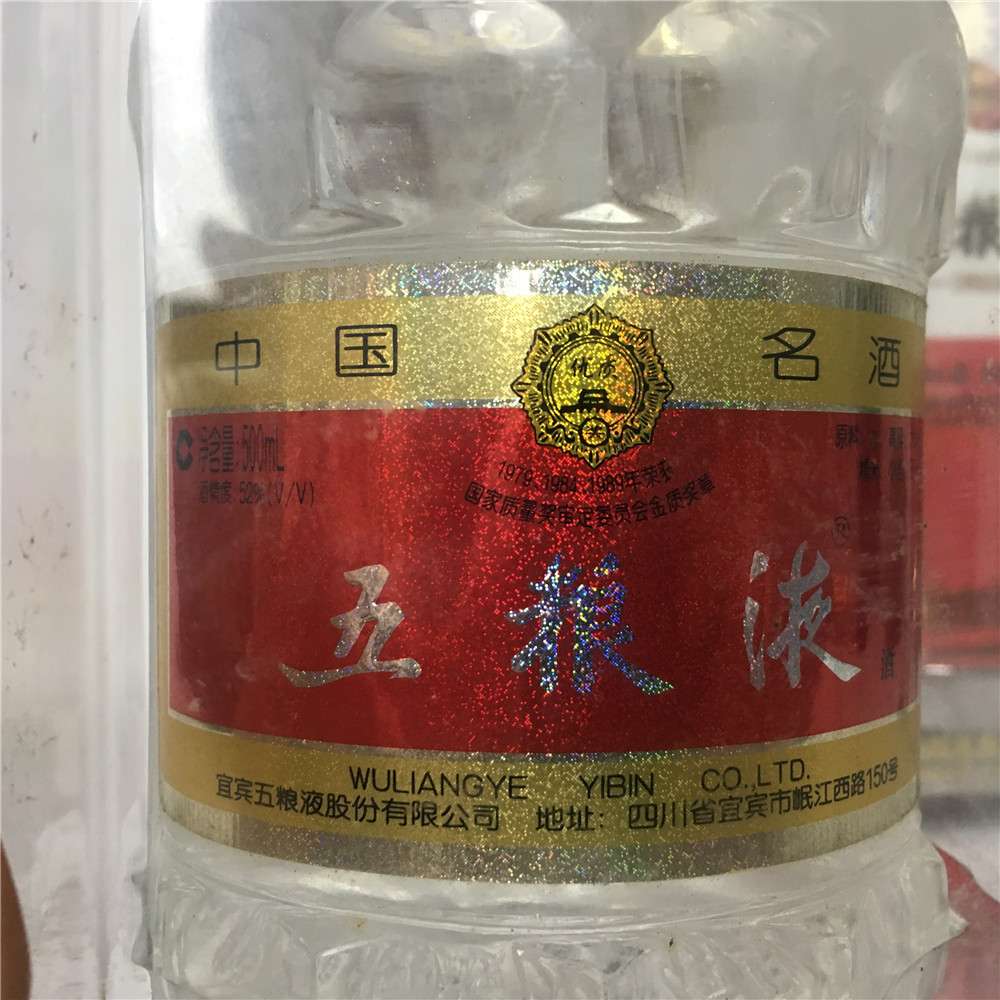 中国 名酒
优质
净含量:500mL
酒精度:52%(V/V)
原料:
1979、1984、1989年荣获
国家质量奖审定委员会金质奖章
五粮液
酒
WULIANGYE YIBIN CO.,LTD.
宜宾五粮液股份有限公司 地址:四川省宜宾市岷江西路150号